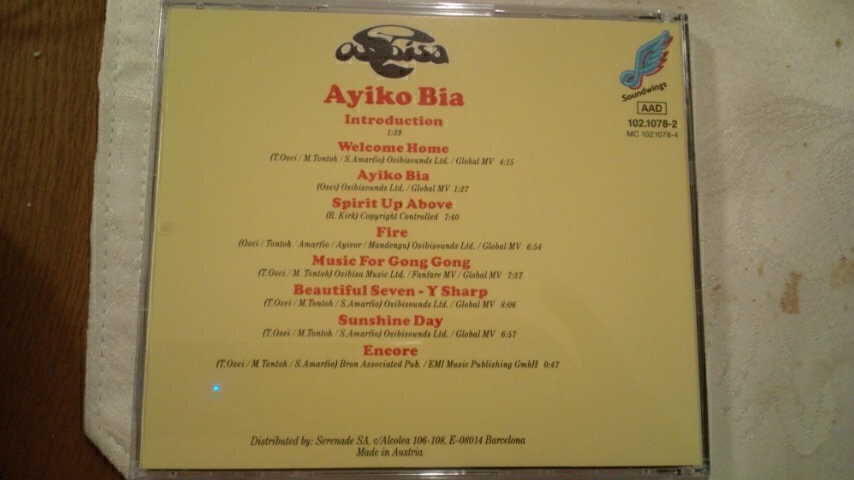 osibisa
Ayiko Bia
Introduction
1:19
Welcome Home
(T.Osei / M.Tontoh / S.Amarfio) Osibisounds Ltd. / Global MV 4:15
Ayiko Bia
(Osei) Osibisounds Ltd. / Global MV 1:27
Spirit Up Above
(R. Kirk) Copyright Controlled 7:40
Fire
(Osei / Tontoh / Amarfio / Ayivor / Mandengu) Osibisounds Ltd. / Global MV 6:54
Music For Gong Gong
(T.Osei / M. Tontoh) Osibisa Music Ltd. / Fanfare MV / Global MV 7:37
Beautiful Seven - Y Sharp
(T.Osei / M.Tontoh / S.Amarfio) Osibisounds Ltd. / Global MV 8:06
Sunshine Day
(T.Osei / M.Tontoh / S.Amarfio) Osibisounds Ltd. / Global MV 6:57
Encore
(T.Osei / M.Tontoh / S.Amarfio) Bron Associated Pub. / EMI Music Publishing GmbH 0:47
Soundwings
AAD
102.1078-2
MC 102.1078-4
Distributed by: Serenade SA, c/Alcolea 106-108, E-08014 Barcelona
Made in Austria